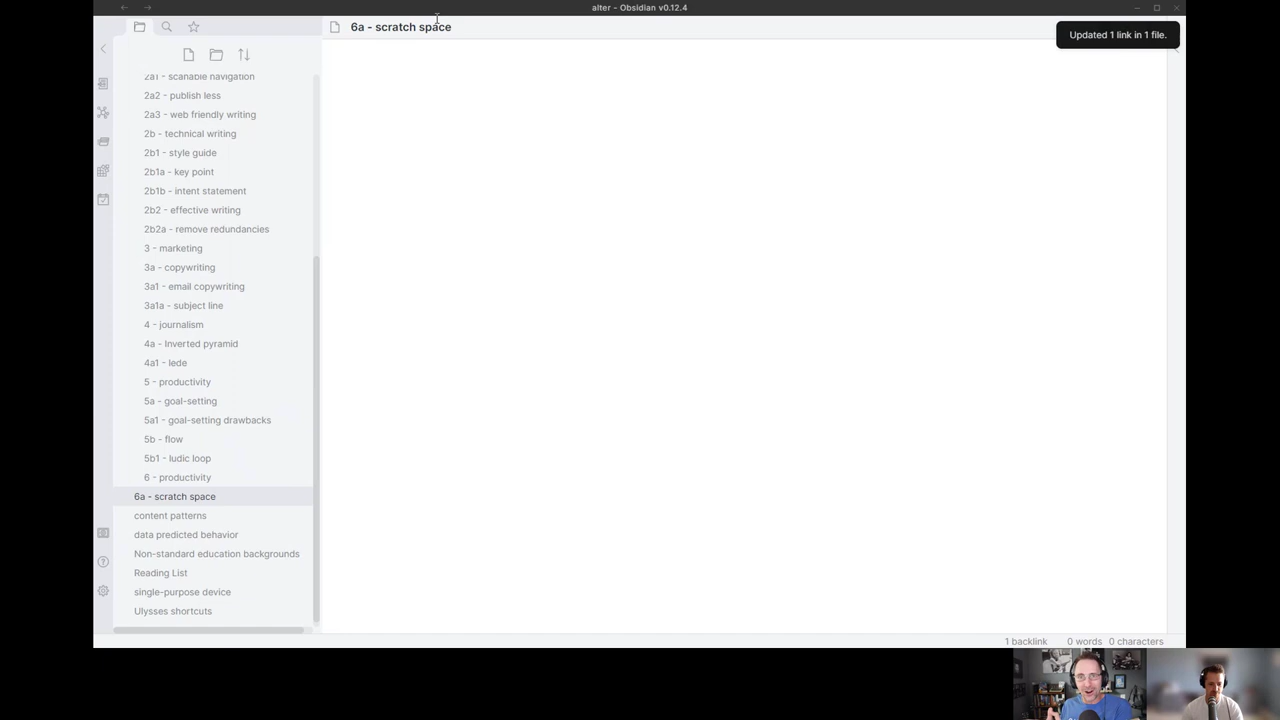 alter - Obsidian v0.12.4
6a - scratch space
Updated 1 link in 1 file.
2a1 - scanable navigation
2a2 - publish less
2a3 - web friendly writing
2b - technical writing
2b1 - style guide
2b1a - key point
2b1b - intent statement
2b2 - effective writing
2b2a - remove redundancies
3 - marketing
3a - copywriting
3a1 - email copywriting
3a1a - subject line
4 - journalism
4a - Inverted pyramid
4a1 - lede
5 - productivity
5a - goal-setting
5a1 - goal-setting drawbacks
5b - flow
5b1 - ludic loop
6 - productivity
6a - scratch space
content patterns
data predicted behavior
Non-standard education backgrounds
Reading List
single-purpose device
Ulysses shortcuts
1 backlink 0 words 0 characters